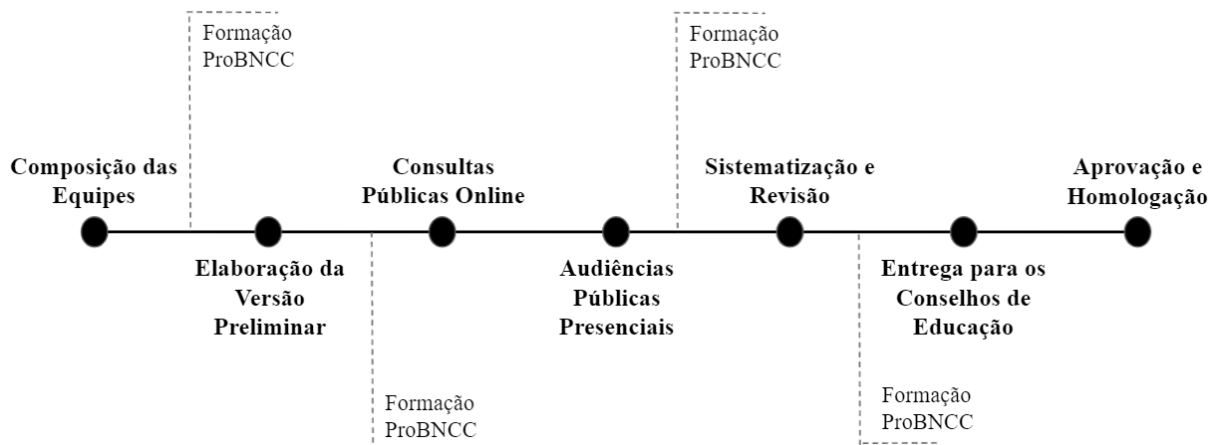 Formação
ProBNCC
Formação
ProBNCC
Composição das
Equipes
Consultas
Públicas Online
Sistematização e
Revisão
Aprovação e
Homologação
Elaboração da
Versão
Preliminar
Audiências
Públicas
Presenciais
Entrega para os
Conselhos de
Educação
Formação
ProBNCC
Formação
ProBNCC